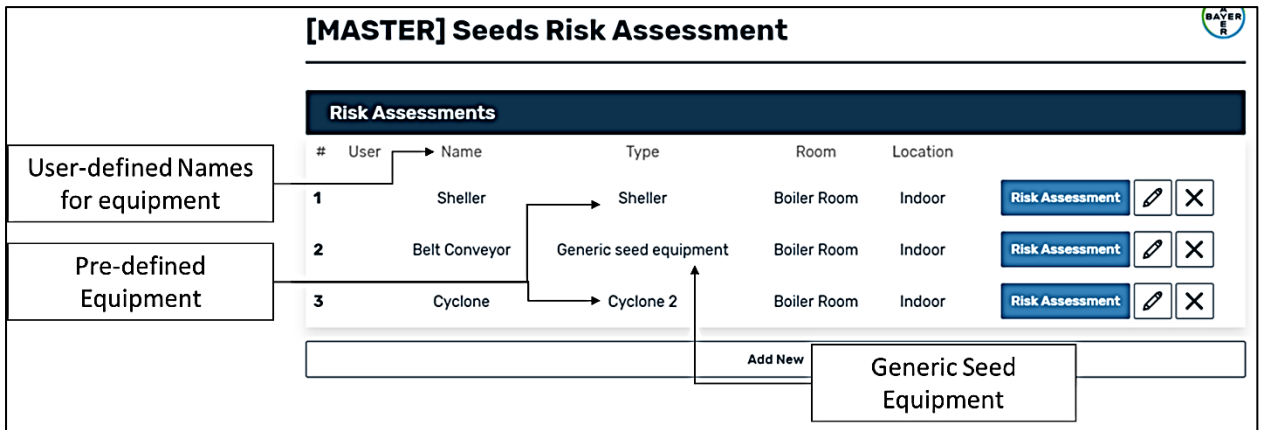 [MASTER] Seeds Risk Assessment
BAYER
Risk Assessments
# User Name Type Room Location
User-defined Names
for equipment
1 Sheller Sheller Boiler Room Indoor Risk Assessment
2 Belt Conveyor Generic seed equipment Boiler Room Indoor Risk Assessment
Pre-defined
Equipment
3 Cyclone Cyclone 2 Boiler Room Indoor Risk Assessment
Add New
Generic Seed
Equipment